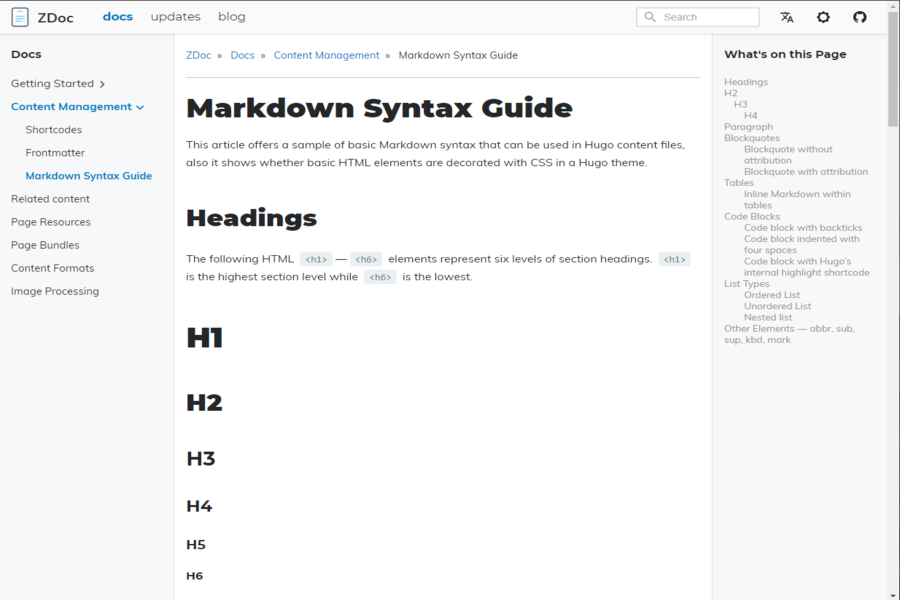 ZDoc
docs
updates
blog
Search
Docs
Getting Started
Content Management
Shortcodes
Frontmatter
Markdown Syntax Guide
Related content
Page Resources
Page Bundles
Content Formats
Image Processing
ZDoc » Docs » Content Management » Markdown Syntax Guide
Markdown Syntax Guide
This article offers a sample of basic Markdown syntax that can be used in Hugo content files,
also it shows whether basic HTML elements are decorated with CSS in a Hugo theme.
Headings
The following HTML <h1> — <h6> elements represent six levels of section headings. <h1>
is the highest section level while <h6> is the lowest.
H1
H2
H3
H4
H5
H6
What's on this Page
Headings
H2
H3
H4
Paragraph
Blockquotes
Blockquote without
attribution
Blockquote with attribution
Tables
Inline Markdown within
tables
Code Blocks
Code block with backticks
Code block indented with
four spaces
Code block with Hugo's
internal highlight shortcode
List Types
Ordered List
Unordered List
Nested list
Other Elements — abbr, sub,
sup, kbd, mark